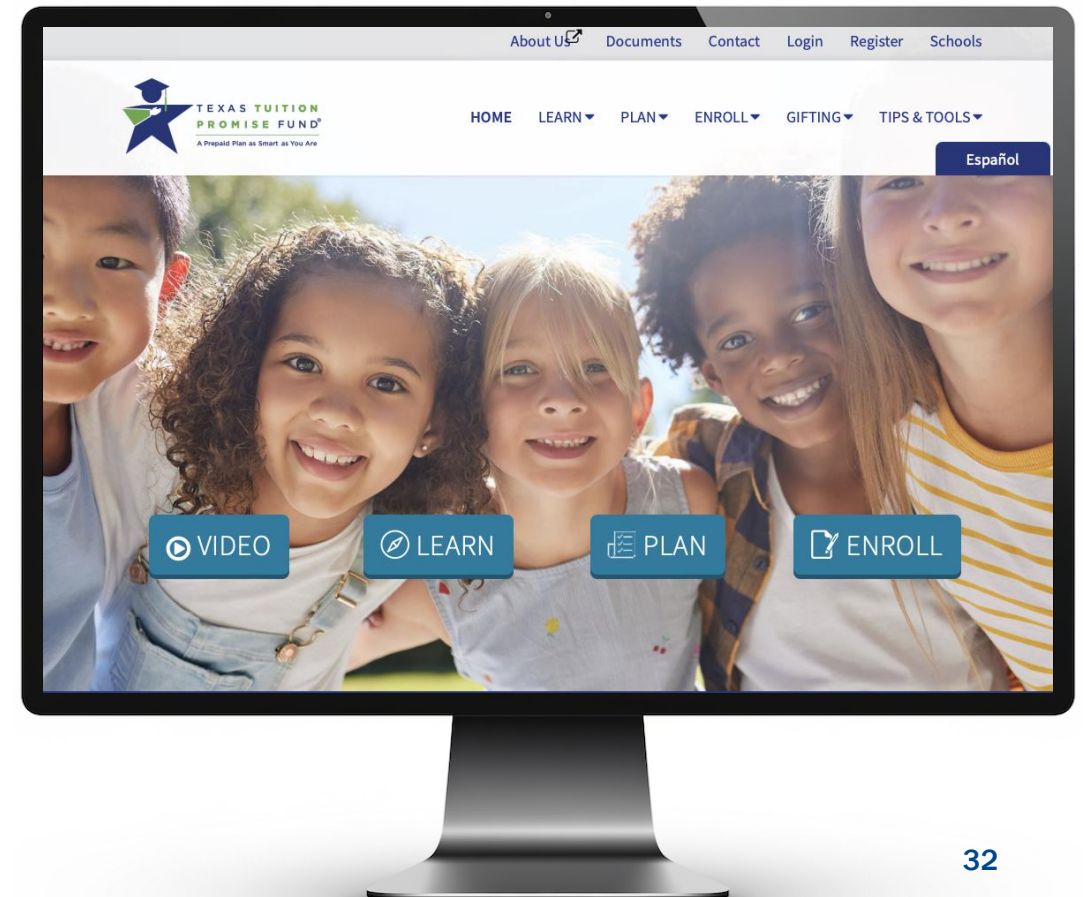 About Us Documents Contact Login Register Schools
TEXAS TUITION
PROMISE FUND®
A Prepaid Plan as Smart as You Are
HOME LEARN PLAN ENROLL GIFTING TIPS & TOOLS
Español
VIDEO LEARN PLAN ENROLL
32